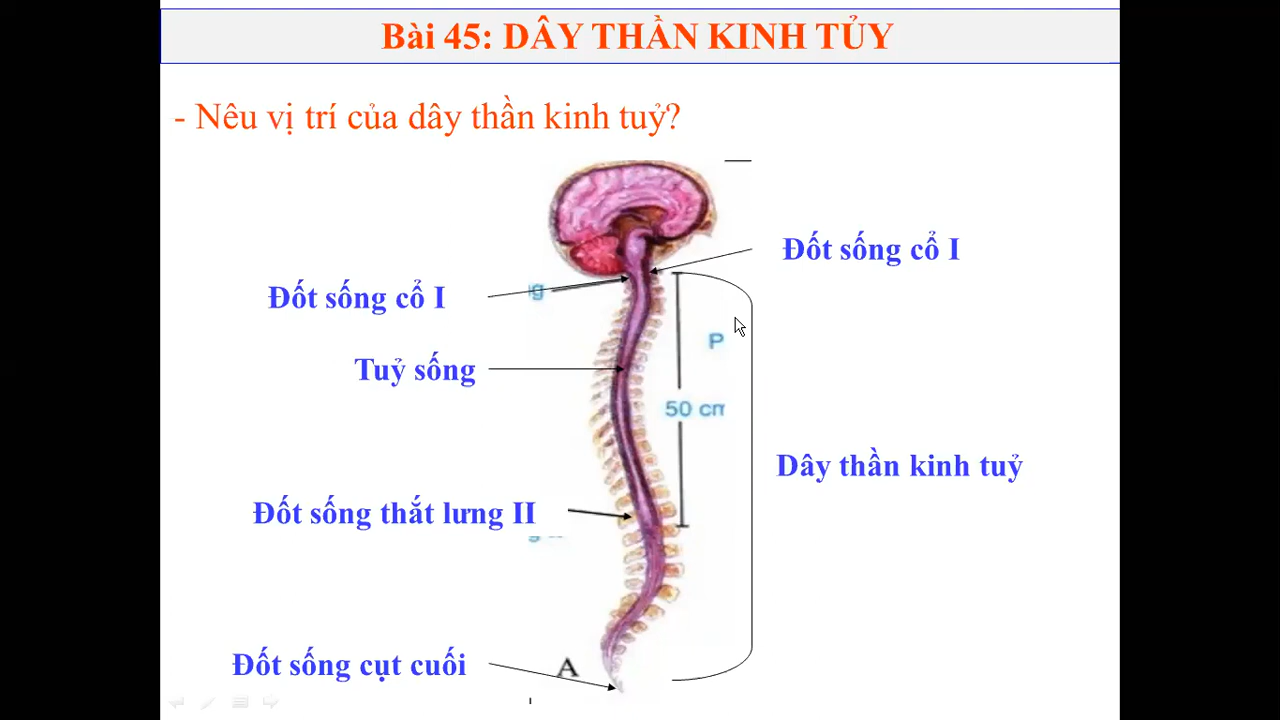 Bài 45: DÂY THẦN KINH TỦY
- Nêu vị trí của dây thần kinh tuỷ?
Đốt sống cổ I
Đốt sống cổ I
g
P
Tuỷ sống
50 cm
Dây thần kinh tuỷ
Đốt sống thắt lưng II
Đốt sống cụt cuối
A